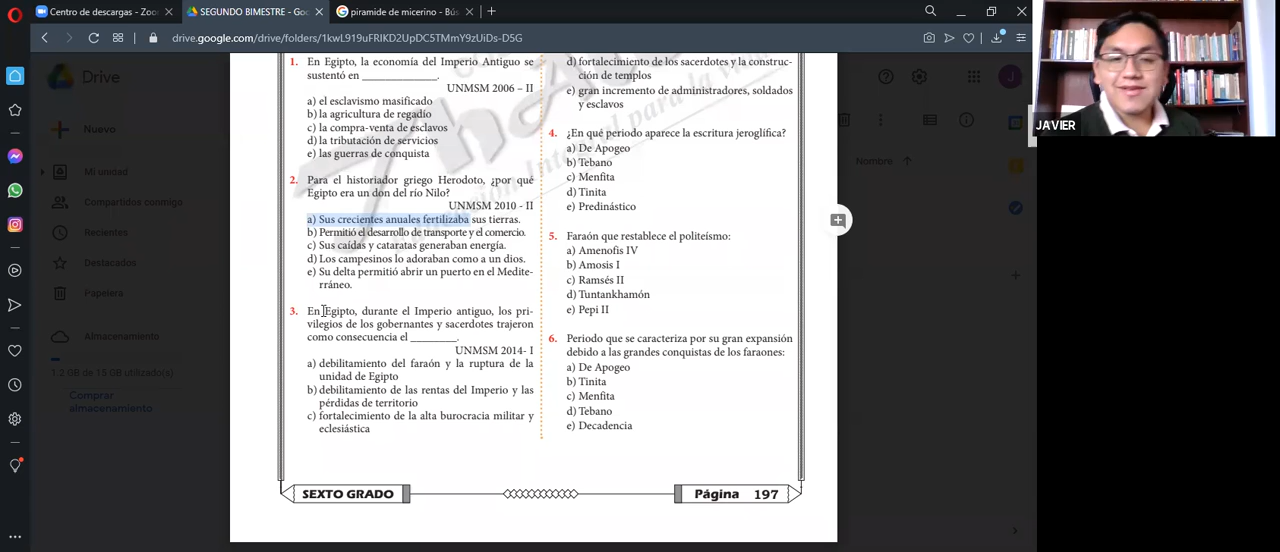 Centro de descargas - Zoo
SEGUNDO BIMESTRE - Go
piramide de micerino - Bús
drive.google.com/drive/folders/1kwL919uFRIKD2UpDC5TMmY9zUiDs-D5G
Drive
Nuevo
Mi unidad
Compartidos conmigo
Recientes
Destacados
Papelera
Almacenamiento
1.2 GB de 15 GB utilizado(s)
Comprar
almacenamiento
1. En Egipto, la economía del Imperio Antiguo se
sustentó en ______________.
UNMSM 2006 – II
a) el esclavismo masificado
b) la agricultura de regadío
c) la compra-venta de esclavos
d) la tributación de servicios
e) las guerras de conquista
2. Para el historiador griego Herodoto, ¿por qué
Egipto era un don del río Nilo?
UNMSM 2010 - II
a) Sus crecientes anuales fertilizaba sus tierras.
b) Permitió el desarrollo de transporte y el comercio.
c) Sus caídas y cataratas generaban energía.
d) Los campesinos lo adoraban como a un dios.
e) Su delta permitió abrir un puerto en el Medite-
rráneo.
3. En Egipto, durante el Imperio antiguo, los pri-
vilegios de los gobernantes y sacerdotes trajeron
como consecuencia el ________.
UNMSM 2014- I
a) debilitamiento del faraón y la ruptura de la
unidad de Egipto
b) debilitamiento de las rentas del Imperio y las
pérdidas de territorio
c) fortalecimiento de la alta burocracia militar y
eclesiástica
d) fortalecimiento de los sacerdotes y la construc-
ción de templos
e) gran incremento de administradores, soldados
y esclavos
4. ¿En qué periodo aparece la escritura jeroglífica?
a) De Apogeo
b) Tebano
c) Menfita
d) Tinita
e) Predinástico
5. Faraón que restablece el politeísmo:
a) Amenofis IV
b) Amosis I
c) Ramsés II
d) Tuntankhamón
e) Pepi II
6. Periodo que se caracteriza por su gran expansión
debido a las grandes conquistas de los faraones:
a) De Apogeo
b) Tinita
c) Menfita
d) Tebano
e) Decadencia
SEXTO GRADO
Página 197
Nombre
J
JAVIER